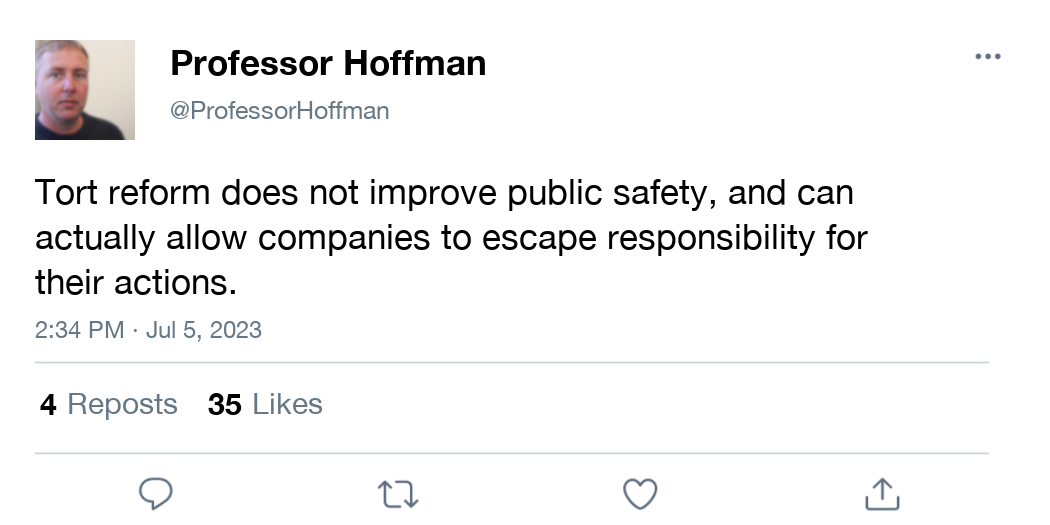 Professor Hoffman
@ProfessorHoffman
Tort reform does not improve public safety, and can
actually allow companies to escape responsibility for
their actions.
2:34 PM · Jul 5, 2023
4 Reposts 35 Likes